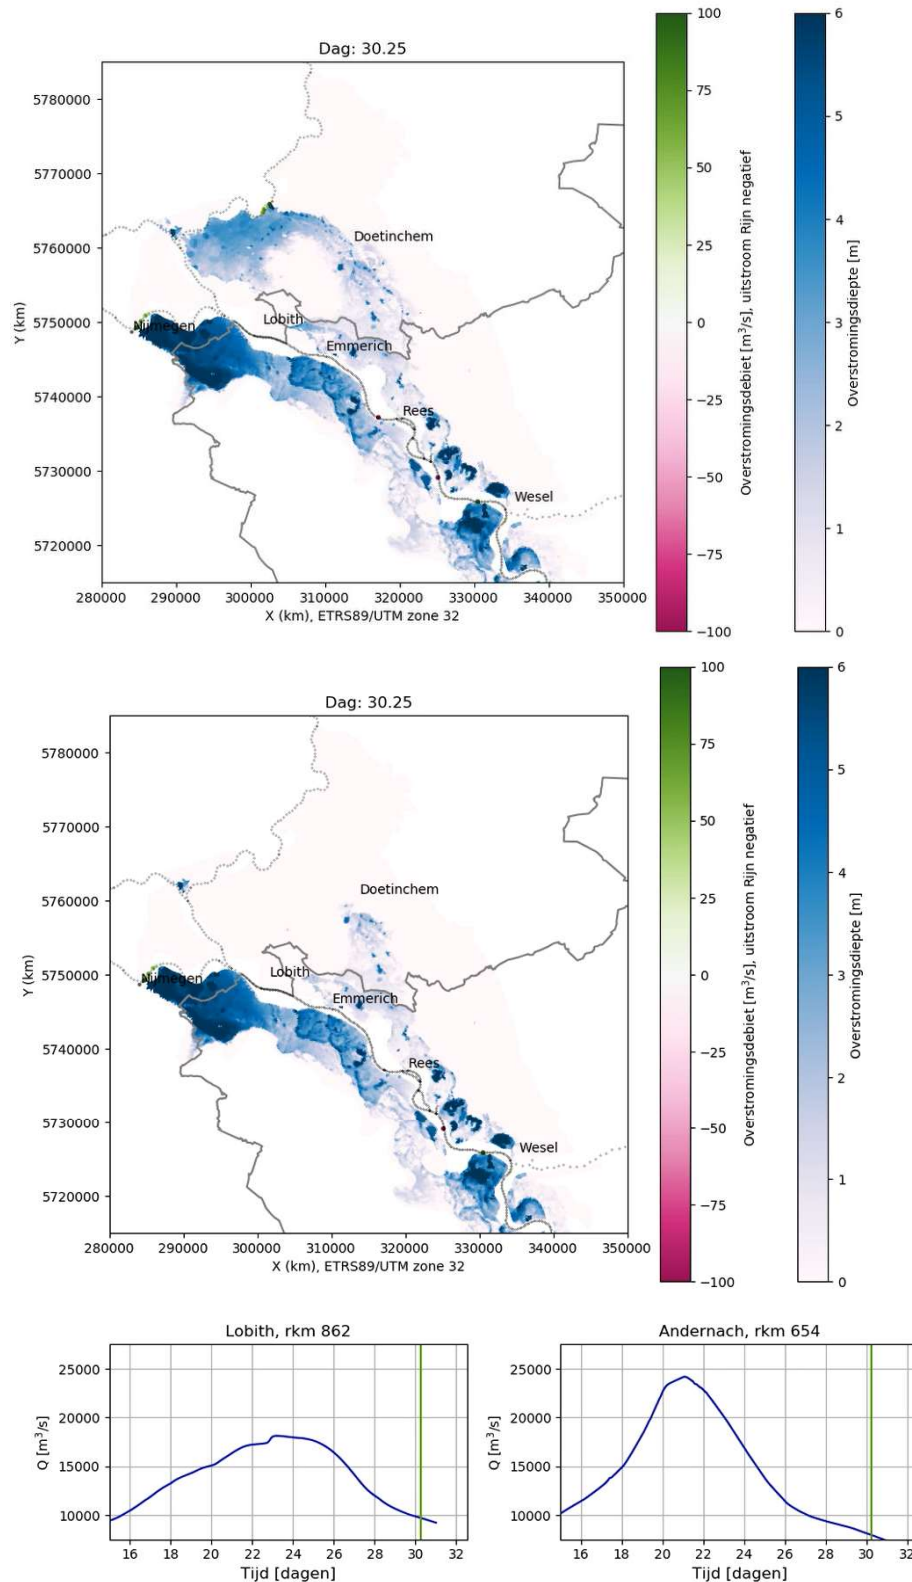 Dag: 30.25
5780000
5770000
5760000
5750000
5740000
5730000
5720000
Y (km)
Doetinchem
Lobith
Nijmegen
Emmerich
Rees
Wesel
280000 290000 300000 310000 320000 330000 340000 350000
X (km), ETRS89/UTM zone 32
100
75
50
25
0
−25
−50
−75
−100
Overstromingsdebiet [m³/s], uitstroom Rijn negatief
6
5
4
3
2
1
0
Overstromingsdiepte [m]
Dag: 30.25
5780000
5770000
5760000
5750000
5740000
5730000
5720000
Y (km)
Doetinchem
Lobith
Nijmegen
Emmerich
Rees
Wesel
280000 290000 300000 310000 320000 330000 340000 350000
X (km), ETRS89/UTM zone 32
100
75
50
25
0
−25
−50
−75
−100
Overstromingsdebiet [m³/s], uitstroom Rijn negatief
6
5
4
3
2
1
0
Overstromingsdiepte [m]
Lobith, rkm 862
25000
20000
15000
10000
Q [m³/s]
16 18 20 22 24 26 28 30 32
Tijd [dagen]
Andernach, rkm 654
25000
20000
15000
10000
Q [m³/s]
16 18 20 22 24 26 28 30 32
Tijd [dagen]